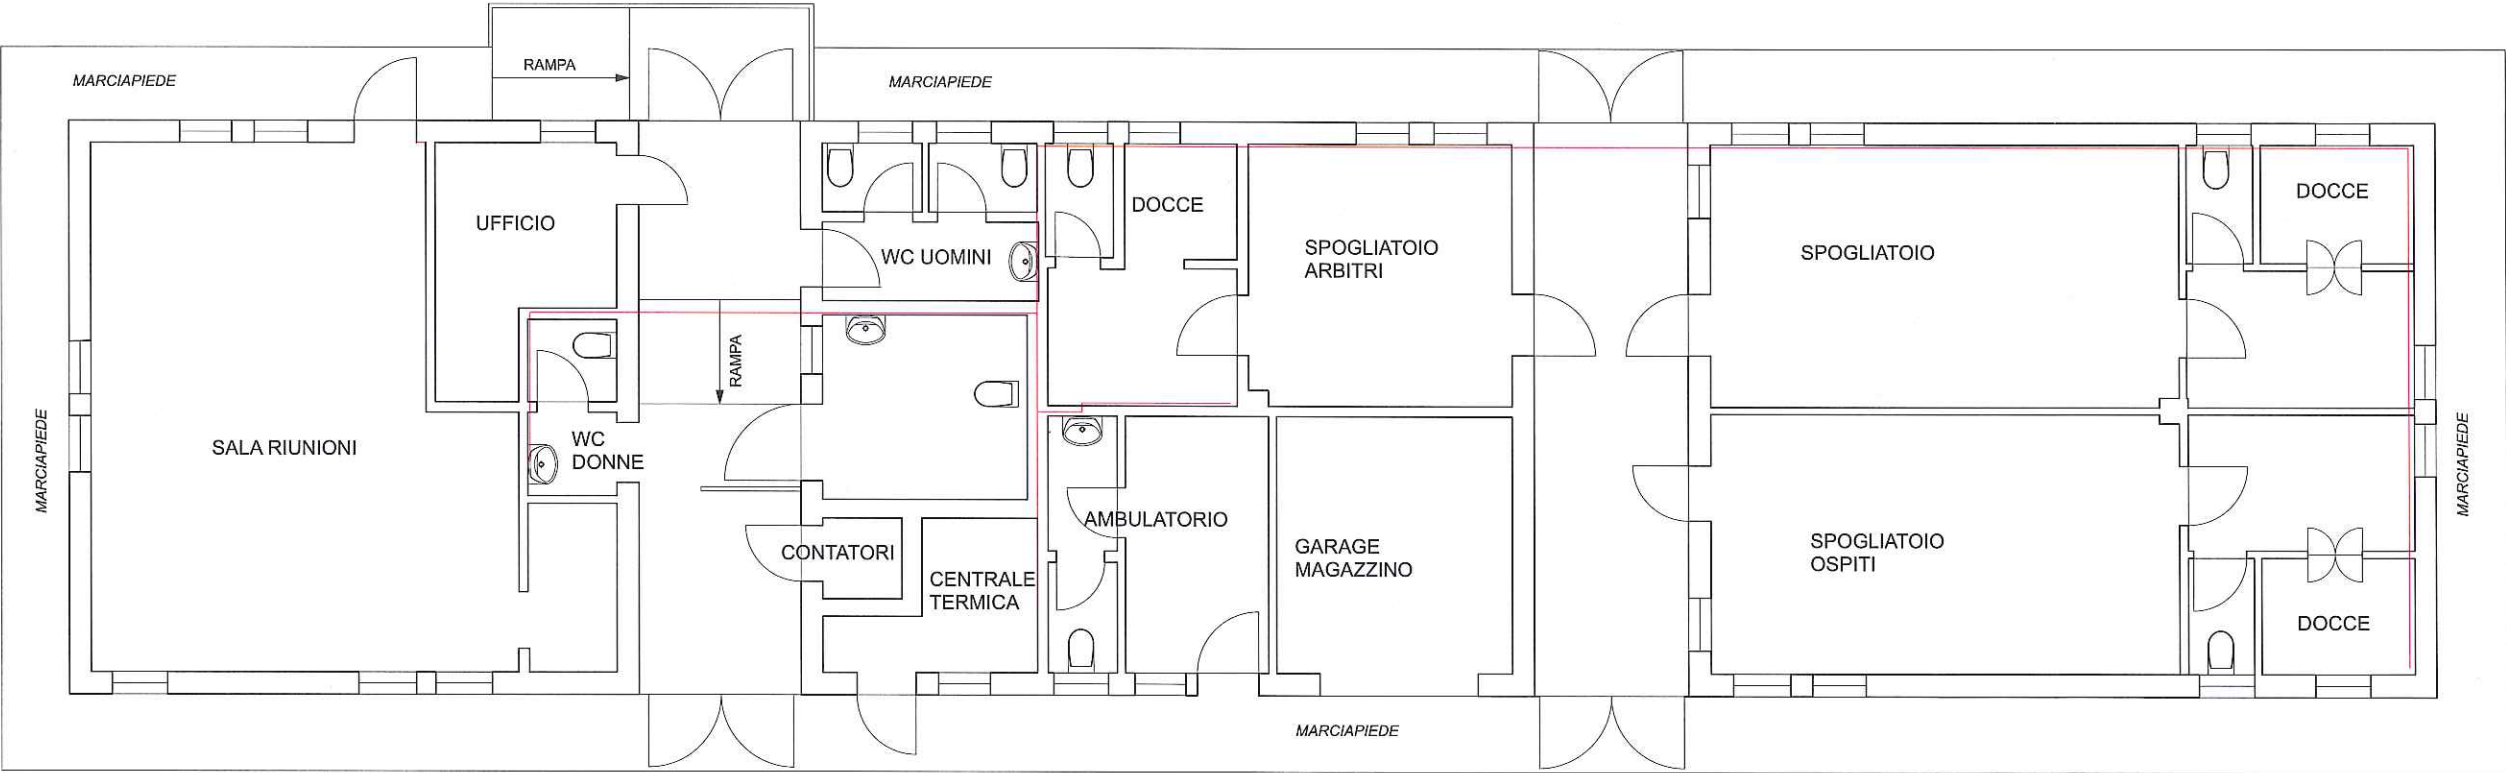 RAMPA
MARCIAPIEDE
MARCIAPIEDE
UFFICIO
DOCCE
DOCCE
WC UOMINI
SPOGLIATOIO
ARBITRI
SPOGLIATOIO
RAMPA
MARCIAPIEDE
SALA RIUNIONI
WC
DONNE
MARCIAPIEDE
AMBULATORIO
CONTATORI
GARAGE
MAGAZZINO
SPOGLIATOIO
OSPITI
CENTRALE
TERMICA
DOCCE
MARCIAPIEDE